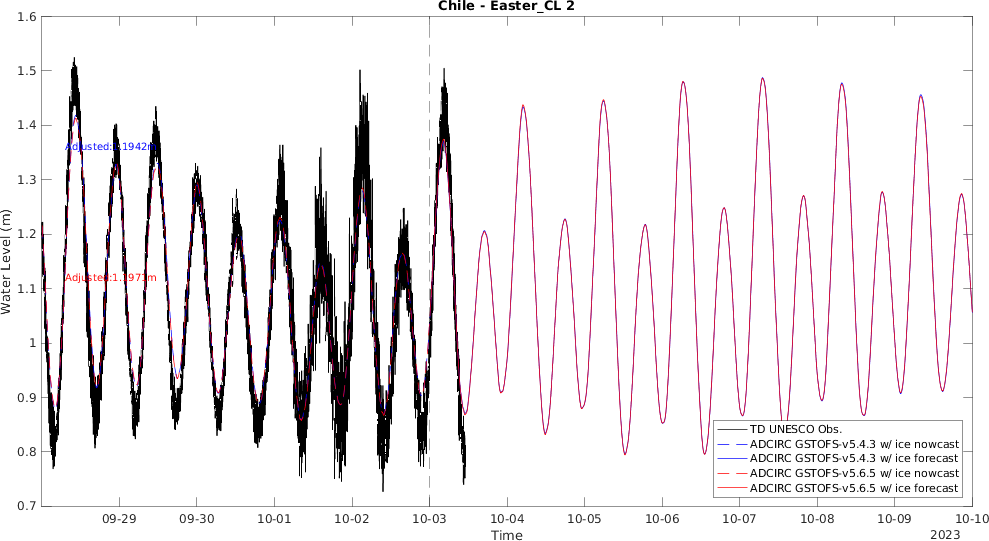 Chile - Easter_CL 2
1.6
1.5
1.4
1.3
1.2
1.1
1
0.9
0.8
0.7
Water Level (m)
Adjusted:1.1971m
TD UNESCO Obs.
ADCIRC GSTOFS-v5.4.3 w/ ice nowcast
ADCIRC GSTOFS-v5.4.3 w/ ice forecast
ADCIRC GSTOFS-v5.6.5 w/ ice nowcast
ADCIRC GSTOFS-v5.6.5 w/ ice forecast
09-29 09-30 10-01 10-02 10-03 10-04 10-05 10-06 10-07 10-08 10-09 10-10
Time
2023